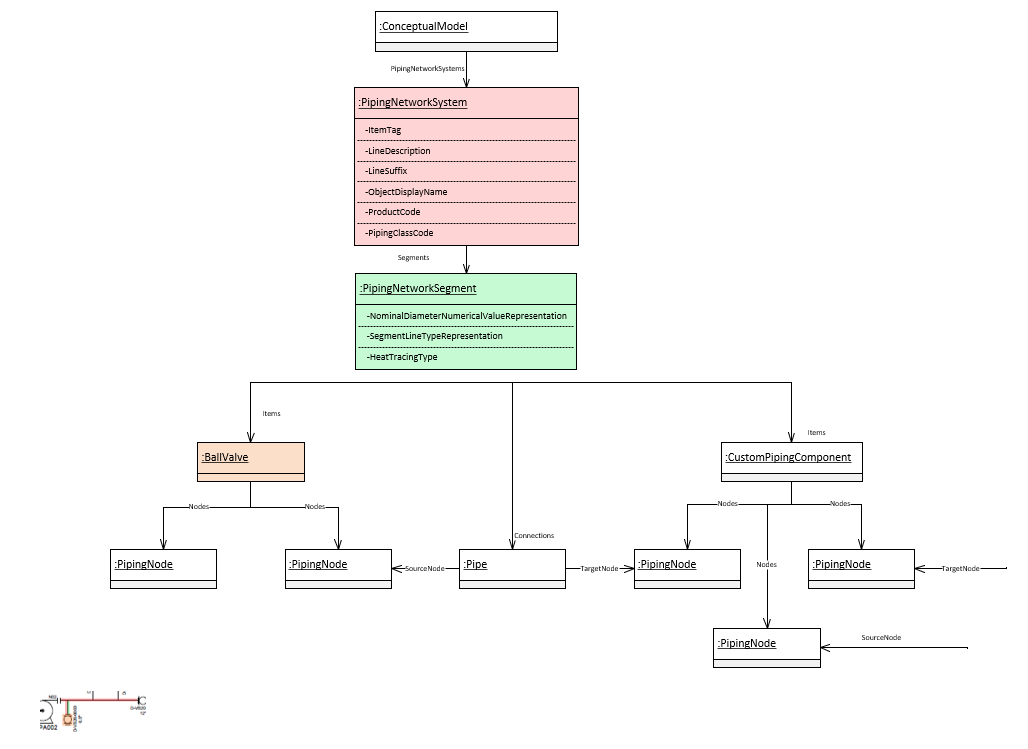 :ConceptualModel
PipingNetworkSystems
:PipingNetworkSystem
-ItemTag
-LineDescription
-LineSuffix
-ObjectDisplayName
-ProductCode
-PipingClassCode
Segments
:PipingNetworkSegment
-NominalDiameterNumericalValueRepresentation
-SegmentLineTypeRepresentation
-HeatTracingType
Items
Items
:BallValve
:CustomPipingComponent
Nodes
Nodes
Nodes
Nodes
Connections
:PipingNode
:PipingNode
SourceNode
:Pipe
TargetNode
:PipingNode
Nodes
:PipingNode
TargetNode
:PipingNode
SourceNode
PA002